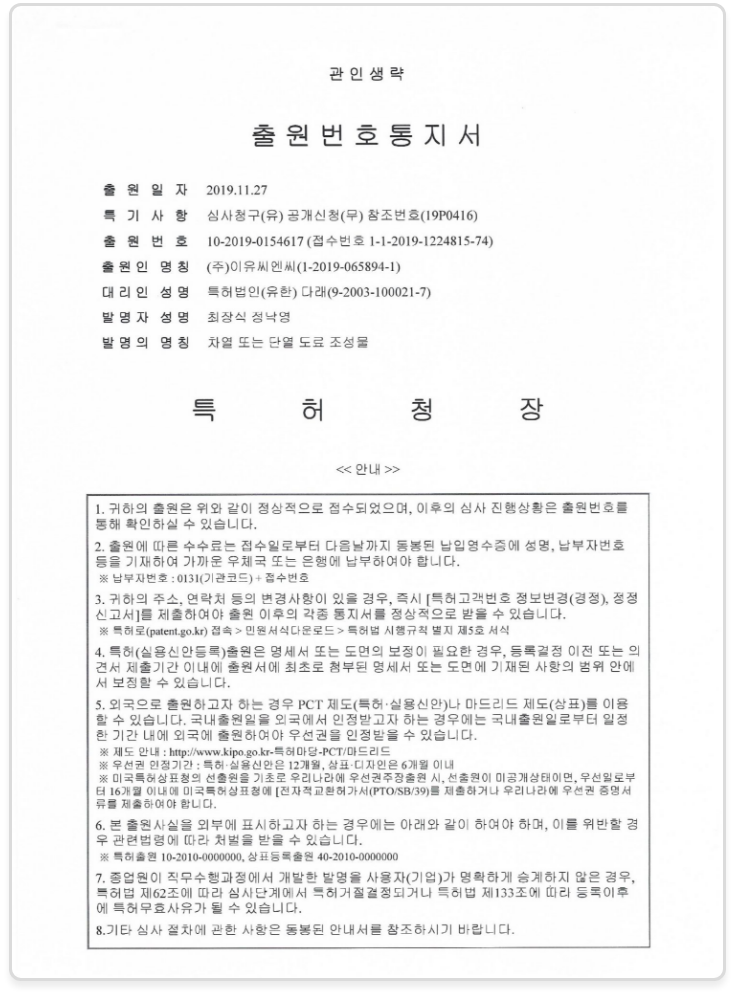 관 인 생 략
출 원 번 호 통 지 서
출 원 일 자 2019.11.27
특 기 사 항 심사청구(유) 공개신청(무) 참조번호(19P0416)
출 원 번 호 10-2019-0154617 (접수번호 1-1-2019-1224815-74)
출원인 명칭 (주)이유씨엔씨(1-2019-065894-1)
대리인 성명 특허법인(유한) 다래(9-2003-100021-7)
발명자 성명 최장식 정낙영
발명의 명칭 차열 또는 단열 도료 조성물
특 허 청 장
<< 안내 >>
1. 귀하의 출원은 위와 같이 정상적으로 접수되었으며, 이후의 심사 진행상황은 출원번호를
통해 확인하실 수 있습니다.
2. 출원에 따른 수수료는 접수일로부터 다음날까지 동봉된 납입영수증에 성명, 납부자번호
등을 기재하여 가까운 우체국 또는 은행에 납부하여야 합니다.
※ 납부자번호 : 0131(기관코드) + 접수번호
3. 귀하의 주소, 연락처 등의 변경사항이 있을 경우, 즉시 [특허고객번호 정보변경(경정), 정정
신고서]를 제출하여야 출원 이후의 각종 통지서를 정상적으로 받을 수 있습니다.
※ 특허로(patent.go.kr) 접속 > 민원서식다운로드 > 특허법 시행규칙 별지 제5호 서식
4. 특허(실용신안등록)출원은 명세서 또는 도면의 보정이 필요한 경우, 등록결정 이전 또는 의
견서 제출기간 이내에 출원서에 최초로 첨부된 명세서 또는 도면에 기재된 사항의 범위 안에
서 보정할 수 있습니다.
5. 외국으로 출원하고자 하는 경우 PCT 제도(특허·실용신안)나 마드리드 제도(상표)를 이용
할 수 있습니다. 국내출원일을 외국에서 인정받고자 하는 경우에는 국내출원일로부터 일정
한 기간 내에 외국에 출원하여야 우선권을 인정받을 수 있습니다.
※ 제도 안내 : http://www.kipo.go.kr-특허마당-PCT/마드리드
※ 우선권 인정기간 : 특허·실용신안은 12개월, 상표·디자인은 6개월 이내
※ 미국특허상표청의 선출원을 기초로 우리나라에 우선권주장출원 시, 선출원이 미공개상태이면, 우선일로부
터 16개월 이내에 미국특허상표청에 [전자적교환허가서(PTO/SB/39)를 제출하거나 우리나라에 우선권 증명서
류를 제출하여야 합니다.
6. 본 출원사실을 외부에 표시하고자 하는 경우에는 아래와 같이 하여야 하며, 이를 위반할 경
우 관련법령에 따라 처벌을 받을 수 있습니다.
※ 특허출원 10-2010-0000000, 상표등록출원 40-2010-0000000
7. 종업원이 직무수행과정에서 개발한 발명을 사용자(기업)가 명확하게 승계하지 않은 경우,
특허법 제62조에 따라 심사단계에서 특허거절결정되거나 특허법 제133조에 따라 등록이후
에 특허무효사유가 될 수 있습니다.
8.기타 심사 절차에 관한 사항은 동봉된 안내서를 참조하시기 바랍니다.